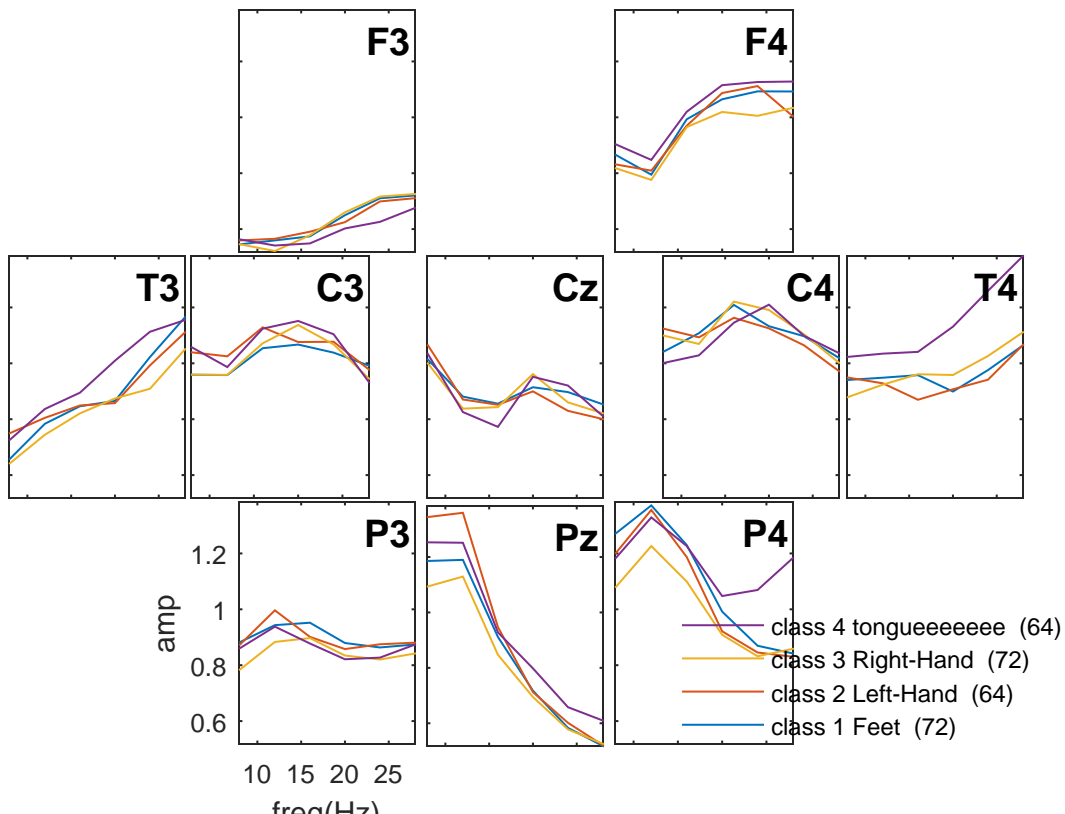 F3
F4
T3
C3
Cz
C4
T4
P3
Pz
P4
1.2
1
0.8
0.6
amp
10 15 20 25
freq(Hz)
class 4 tongueeeeeee (64)
class 3 Right-Hand (72)
class 2 Left-Hand (64)
class 1 Feet (72)